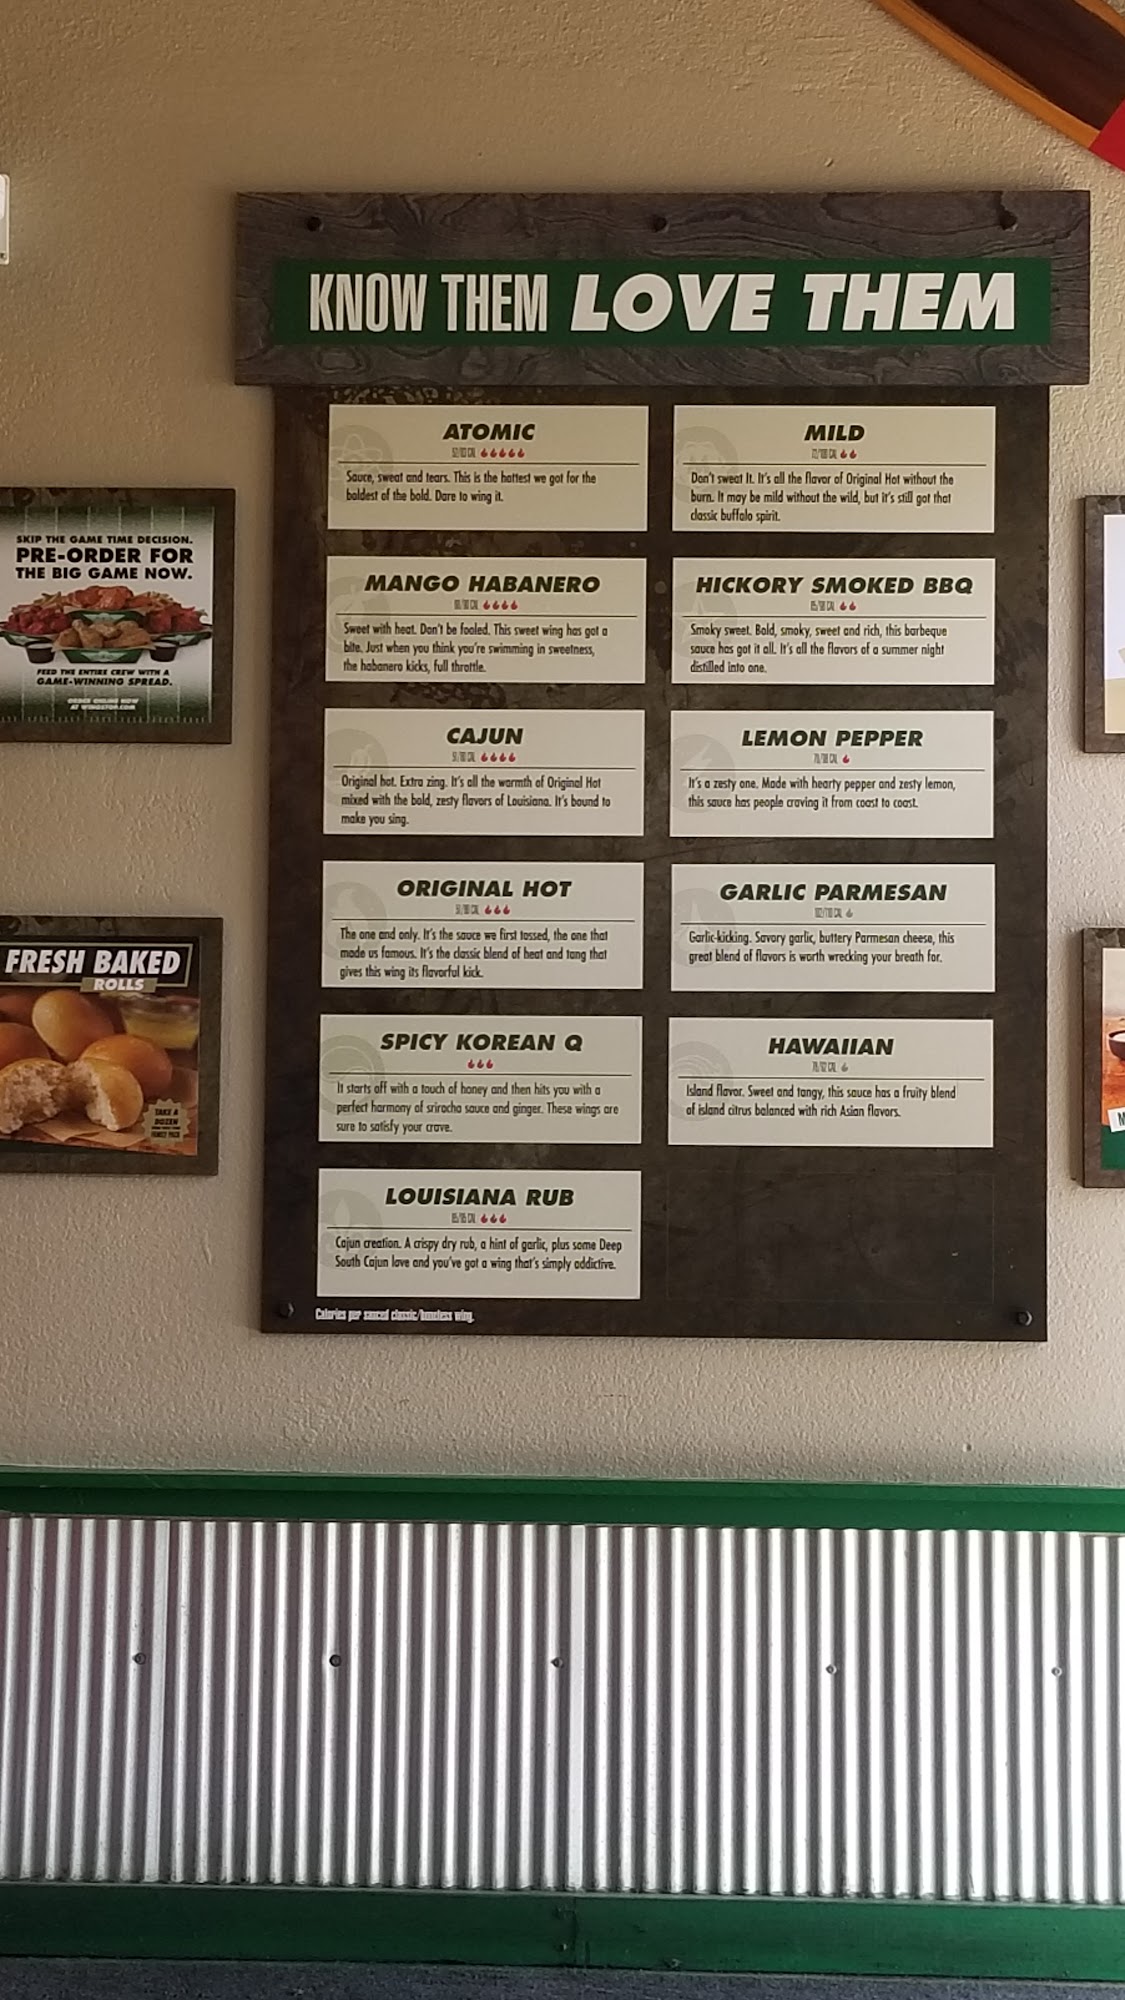 KNOW THEM LOVE THEM
ATOMIC
Sauce, sweat and tears. This is the hottest we got for the
boldest of the bold. Dare to wing it.
MANGO HABANERO
Sweet with heat. Don't be fooled. This sweet wing has got a
bite. Just when you think you're swimming in sweetness,
the habanero kicks, full throttle.
CAJUN
Original hot. Extra zing. It's all the warmth of Original Hot
mixed with the bold, zesty flavors of Louisiana. It's bound to
make you sing.
ORIGINAL HOT
The one and only. It's the sauce we first tossed, the one that
made us famous. It's the classic blend of heat and tang that
gives this wing its flavorful kick.
SPICY KOREAN Q
It starts off with a touch of honey and then hits you with a
perfect harmony of sriracha sauce and ginger. These wings are
sure to satisfy your crave.
LOUISIANA RUB
Cajun creation. A crispy dry rub, a hint of garlic, plus some Deep
South Cajun love and you've got a wing that's simply addictive.
Calories per sauced classic/boneless wing.
MILD
Don't sweat It. It's all the flavor of Original Hot without the
burn. It may be mild without the wild, but it's still got that
classic buffalo spirit.
HICKORY SMOKED BBQ
Smoky sweet. Bold, smoky, sweet and rich, this barbeque
sauce has got it all. It's all the flavors of a summer night
distilled into one.
LEMON PEPPER
It's a zesty one. Made with hearty pepper and zesty lemon,
this sauce has people craving it from coast to coast.
GARLIC PARMESAN
Garlic-kicking. Savory garlic, buttery Parmesan cheese, this
great blend of flavors is worth wrecking your breath for.
HAWAIIAN
Island flavor. Sweet and tangy, this sauce has a fruity blend
of island citrus balanced with rich Asian flavors.
SKIP THE GAME TIME DECISION.
PRE-ORDER FOR
THE BIG GAME NOW.
FEED THE ENTIRE CREW WITH A
GAME-WINNING SPREAD.
ORDER ONLINE NOW
AT WINGSTOP.COM
FRESH BAKED
ROLLS
TAKE A
DOZEN
FAMILY PACK